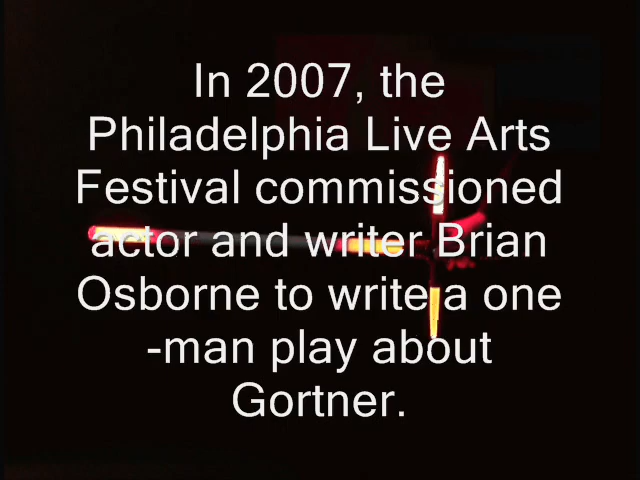 In 2007, the
Philadelphia Live Arts
Festival commissioned
actor and writer Brian
Osborne to write a one
-man play about
Gortner.